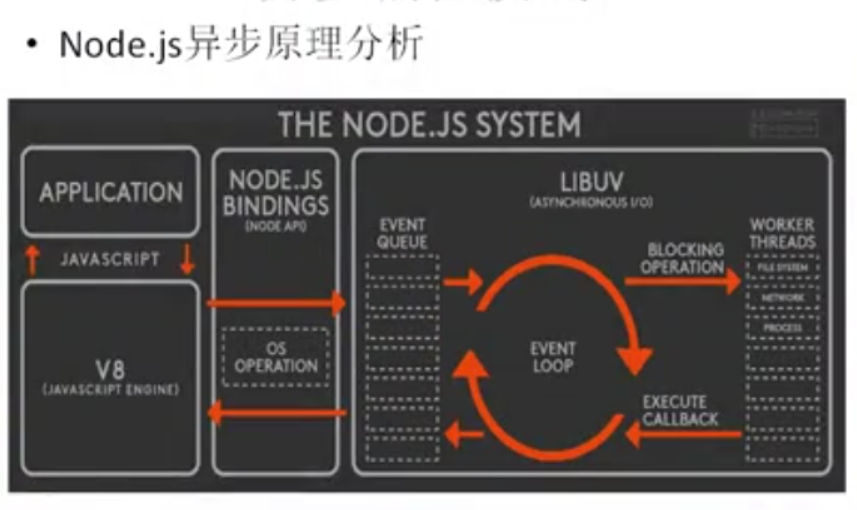 • Node.js异步原理分析
THE NODE.JS SYSTEM
APPLICATION
JAVASCRIPT
V8
(JAVASCRIPT ENGINE)
NODE.JS
BINDINGS
(NODE API)
OS
OPERATION
LIBUV
(ASYNCHRONOUS I/O)
EVENT
QUEUE
EVENT
LOOP
BLOCKING
OPERATION
EXECUTE
CALLBACK
WORKER
THREADS
FILE SYSTEM
NETWORK
PROCESS